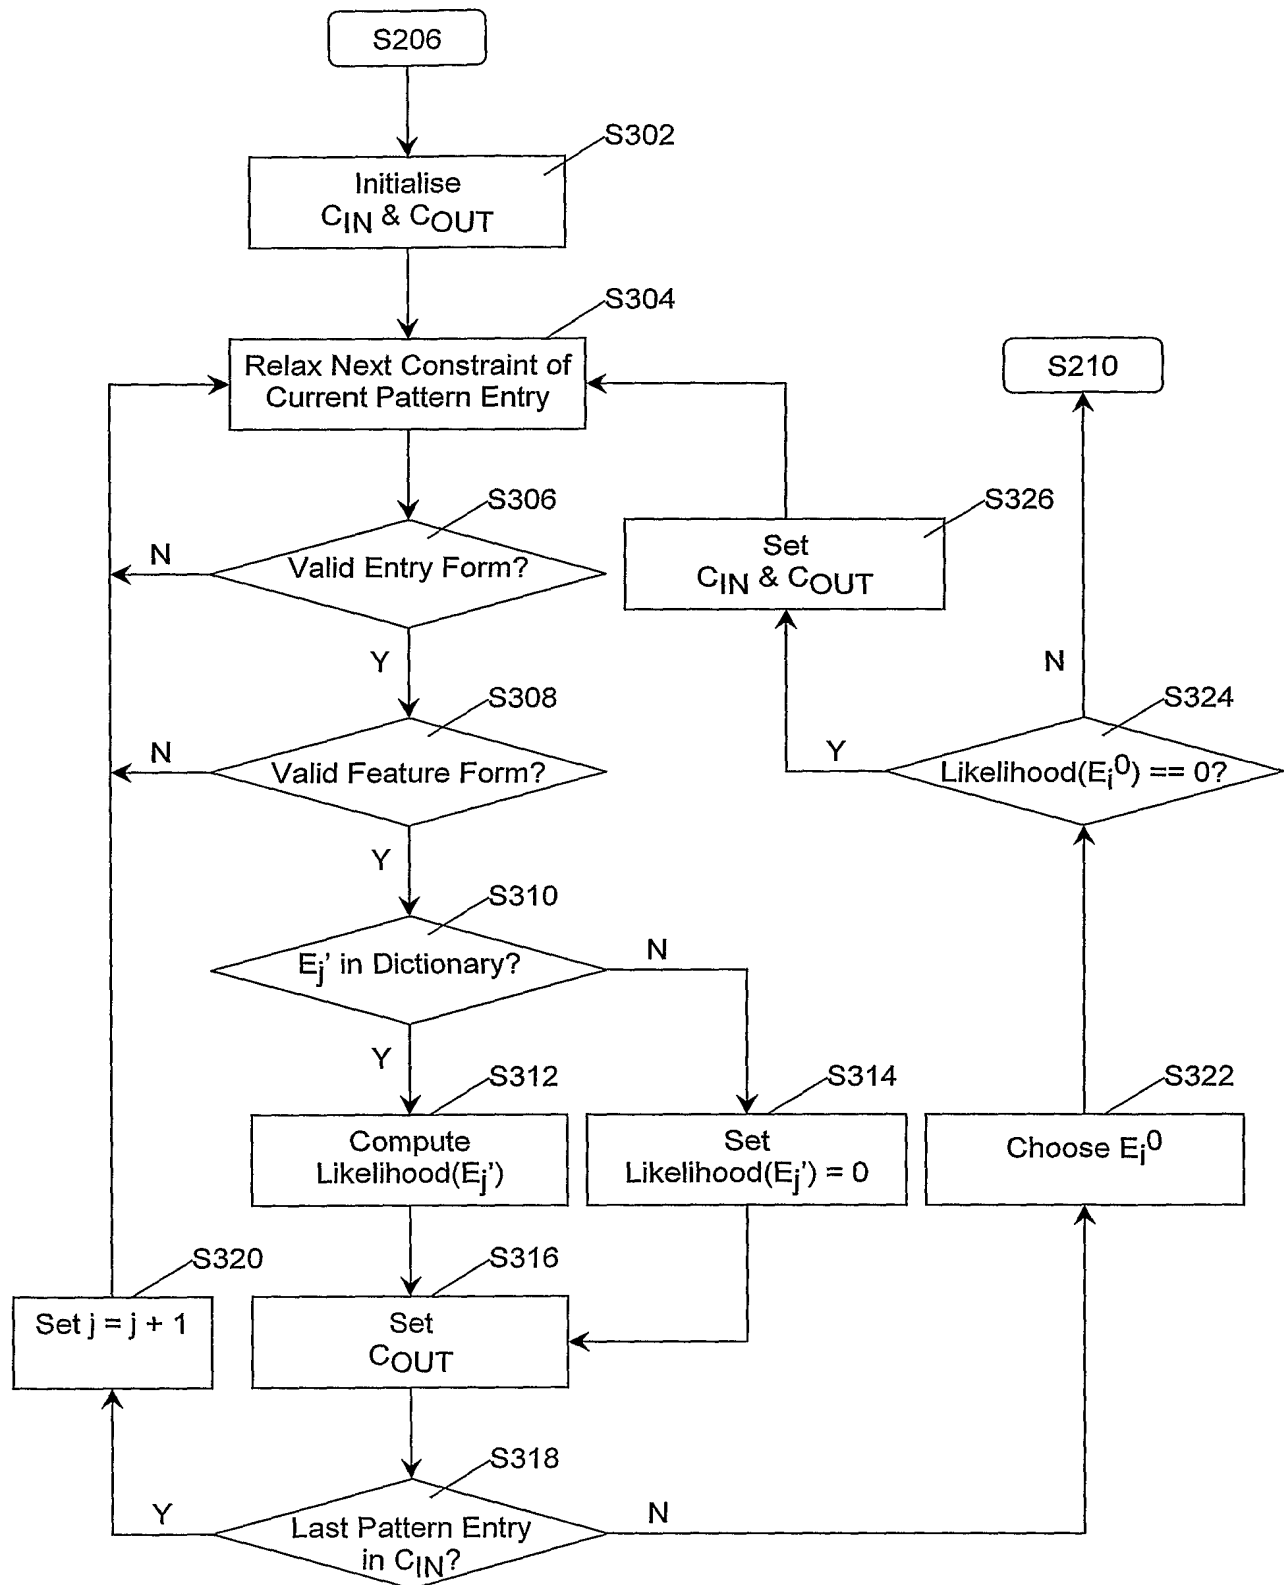 S206
S302
Initialise
CIN & COUT
S304
Relax Next Constraint of
Current Pattern Entry
S210
S306
N
Valid Entry Form?
Y
S326
Set
CIN & COUT
N
S308
N
Valid Feature Form?
Y
S324
Y
Likelihood(Ei0) == 0?
S310
Ej' in Dictionary?
N
Y
S312
Compute
Likelihood(Ej')
S314
Set
Likelihood(Ej') = 0
S322
Choose Ei0
S320
Set j = j + 1
S316
Set
COUT
S318
Y
Last Pattern Entry
in CIN?
N